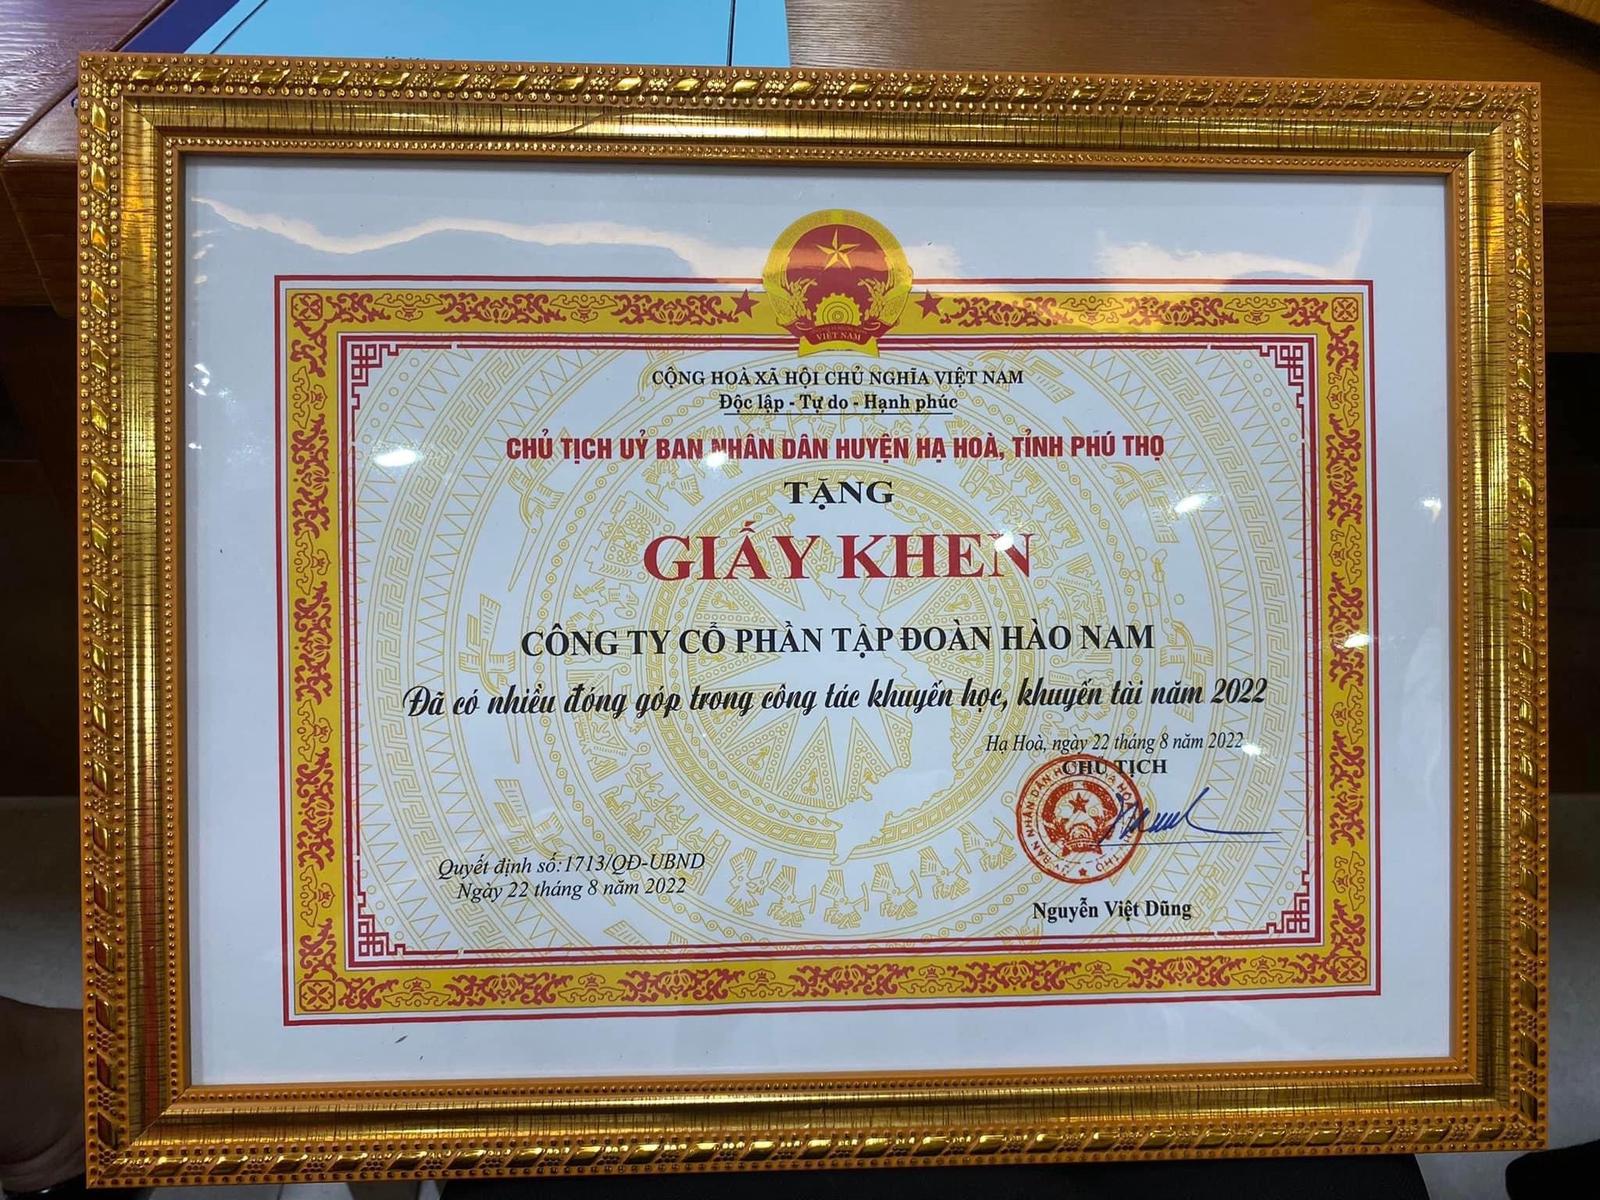 VIỆT NAM
CỘNG HOÀ XÃ HỘI CHỦ NGHĨA VIỆT NAM
Độc lập - Tự do - Hạnh phúc
CHỦ TỊCH UỶ BAN NHÂN DÂN HUYỆN HẠ HOÀ, TỈNH PHÚ THỌ
TẶNG
GIẤY KHEN
CÔNG TY CỔ PHẦN TẬP ĐOÀN HÀO NAM
Đã có nhiều đóng góp trong công tác khuyến học, khuyến tài năm 2022
Hạ Hoà, ngày 22 tháng 8 năm 2022
CHỦ TỊCH
Quyết định số:1713/QĐ-UBND
Ngày 22 tháng 8 năm 2022
Nguyễn Việt Dũng